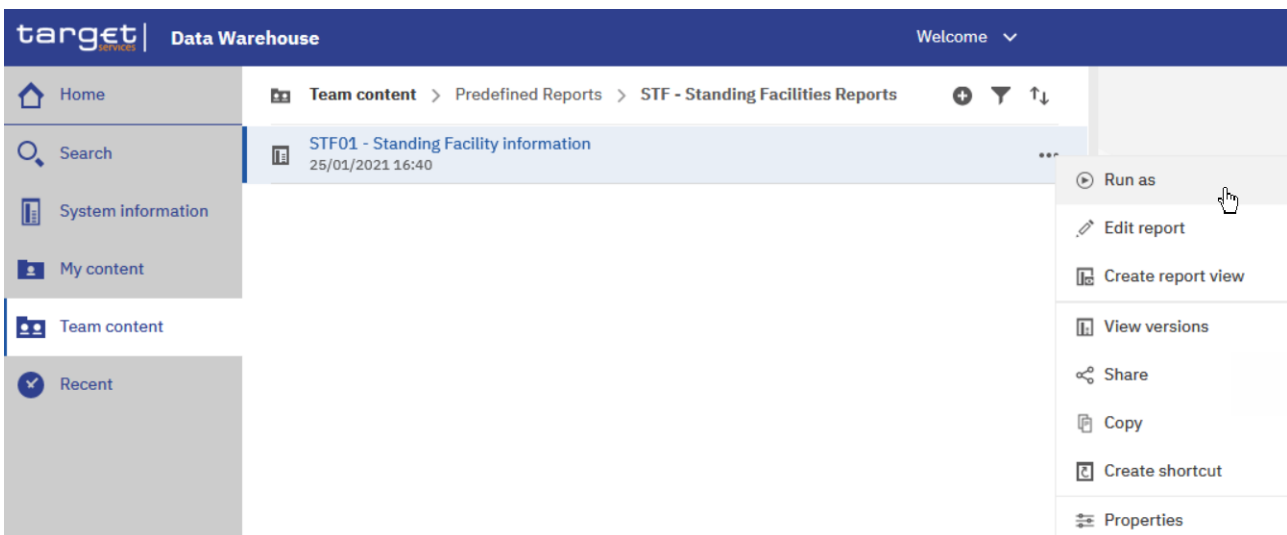 target services | Data Warehouse
Welcome
Home
Search
System information
My content
Team content
Recent
Team content > Predefined Reports > STF - Standing Facilities Reports
STF01 - Standing Facility information
25/01/2021 16:40
Run as
Edit report
Create report view
View versions
Share
Copy
Create shortcut
Properties